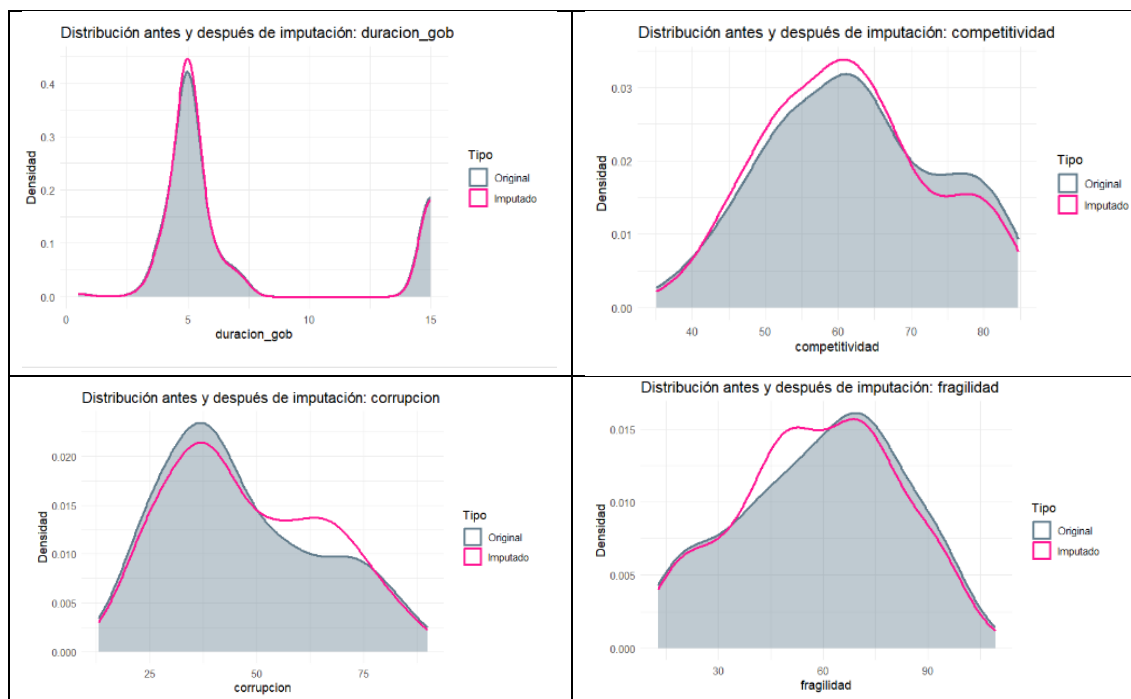 Distribución antes y después de imputación: duracion_gob
Densidad
0.4
0.3
0.2
0.1
0.0
0
5
10
15
duracion_gob
Tipo
Original
Imputado
Distribución antes y después de imputación: competitividad
Densidad
0.03
0.02
0.01
0.00
40
50
60
70
80
competitividad
Tipo
Original
Imputado
Distribución antes y después de imputación: corrupcion
Densidad
0.020
0.015
0.010
0.005
0.000
25
50
75
corrupcion
Tipo
Original
Imputado
Distribución antes y después de imputación: fragilidad
Densidad
0.015
0.010
0.005
0.000
30
60
90
fragilidad
Tipo
Original
Imputado